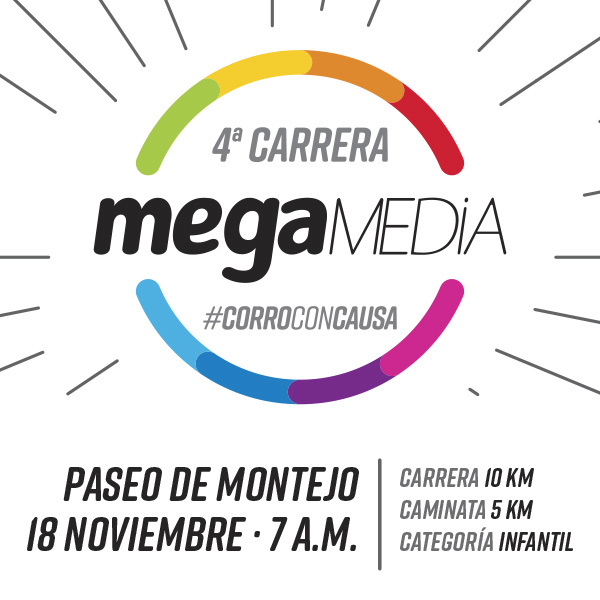 4ª CARRERA
megaMEDiA
#CORROCONCAUSA
PASEO DE MONTEJO
18 NOVIEMBRE · 7 A.M.
CARRERA 10 KM
CAMINATA 5 KM
CATEGORÍA INFANTIL